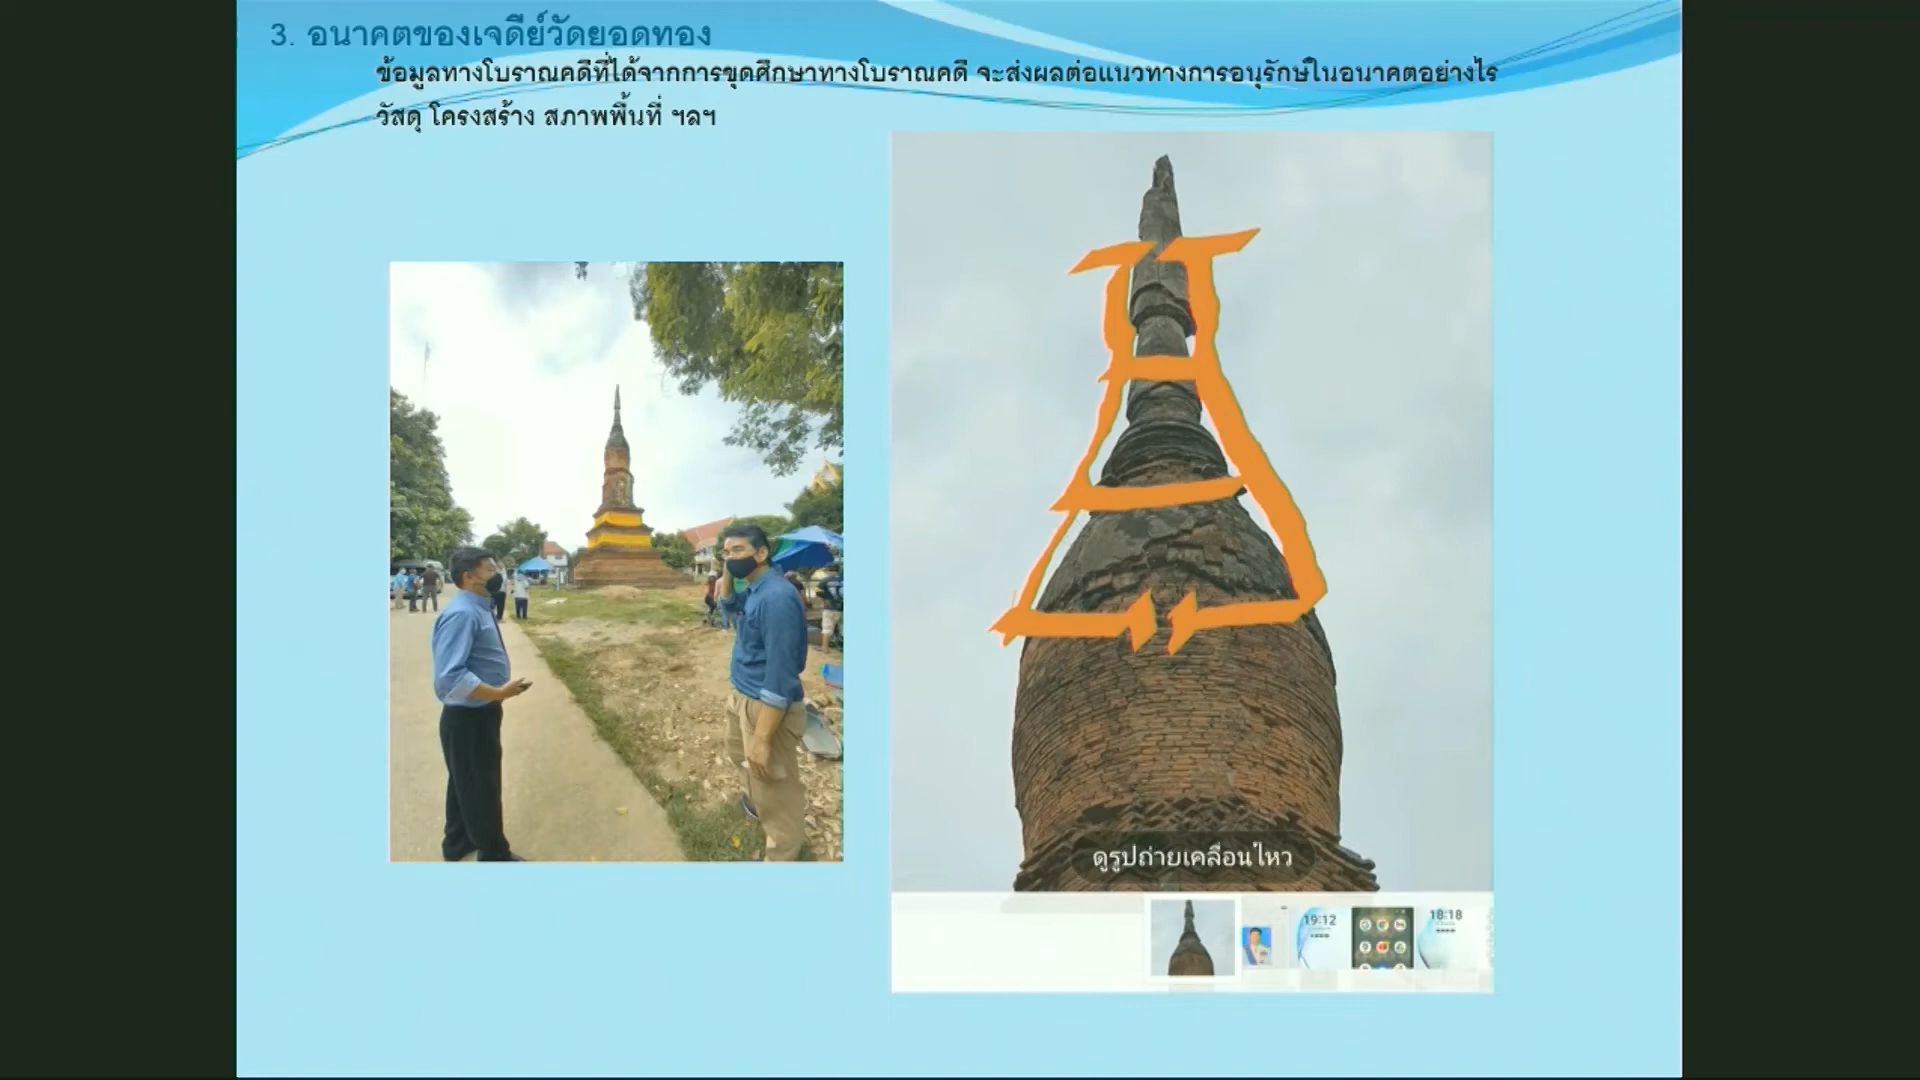 3. อนาคตของเจดีย์วัดยอดทอง
ข้อมูลทางโบราณคดีที่ได้จากการขุดศึกษาทางโบราณคดี จะส่งผลต่อแนวทางการอนุรักษ์ในอนาคตอย่างไร
วัสดุ โครงสร้าง สภาพพื้นที่ ฯลฯ
ดูรูปถ่ายเคลื่อนไหว
19:12
18:18